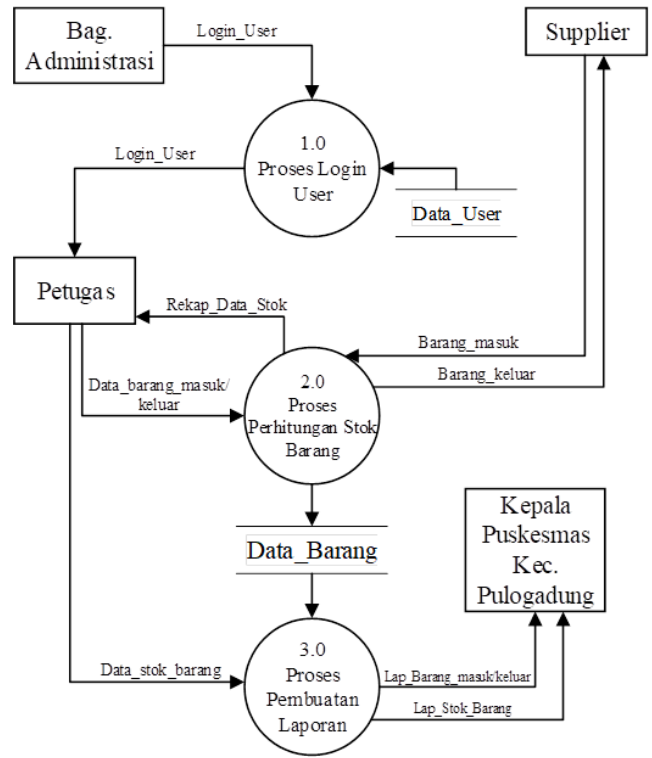 Bag.
Administrasi
Login_User
Supplier
1.0
Proses Login
User
Login_User
Data_User
Petugas
Rekap_Data_Stok
Barang_masuk
Barang_keluar
Data_barang_masuk/
keluar
2.0
Proses
Perhitungan Stok
Barang
Data_Barang
Kepala
Puskesmas
Kec.
Pulogadung
3.0
Proses
Pembuatan
Laporan
Data_stok_barang
Lap_Barang_masuk/keluar
Lap_Stok_Barang